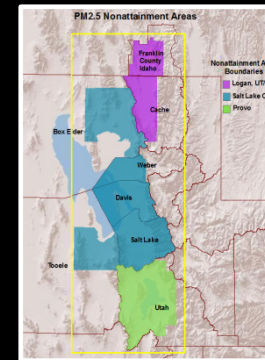 PM2.5 Nonattainment Areas
Franklin
County
Idaho
Nonattainment A
Boundaries
Logan, UT/
Salt Lake C
Provo
Cache
Box Elder
Weber
Davis
Salt Lake
Tooele
Utah